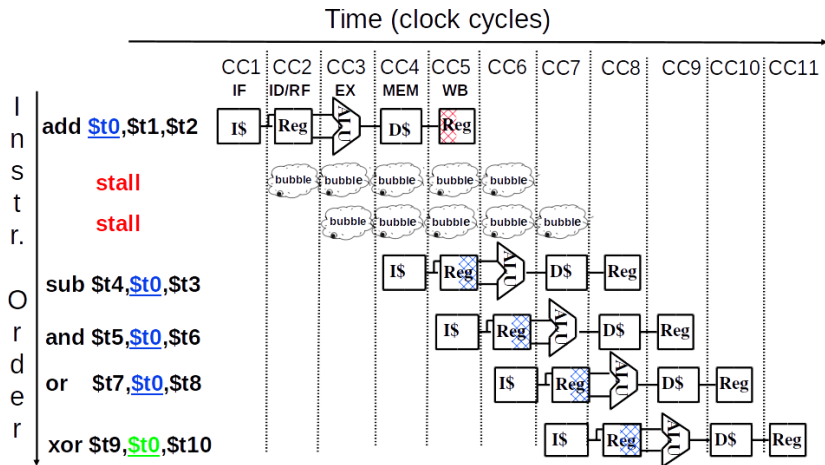 Time (clock cycles)
CC1 CC2 CC3 CC4 CC5 CC6 CC7 CC8 CC9 CC10 CC11
IF ID/RF EX MEM WB
Instr. Order
add $t0,$t1,$t2
I$ Reg ALU D$ Reg
stall
bubble bubble bubble bubble bubble
stall
bubble bubble bubble bubble bubble
sub $t4,$t0,$t3
I$ Reg ALU D$ Reg
and $t5,$t0,$t6
I$ Reg ALU D$ Reg
or $t7,$t0,$t8
I$ Reg ALU D$ Reg
xor $t9,$t0,$t10
I$ Reg ALU D$ Reg